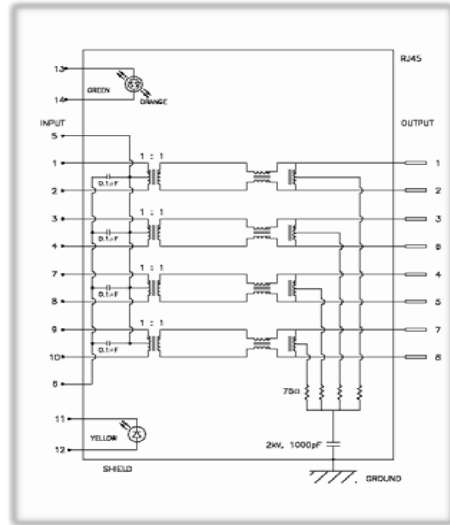 RJ45
13
GREEN
14
ORANGE
INPUT
OUTPUT
5
1
1 : 1
1
0.1uF
2
2
3
1 : 1
3
0.1uF
4
6
7
1 : 1
4
0.1uF
8
5
9
1 : 1
7
0.1uF
10
8
6
75Ω
11
YELLOW
12
2kV, 1000pF
SHIELD
GROUND